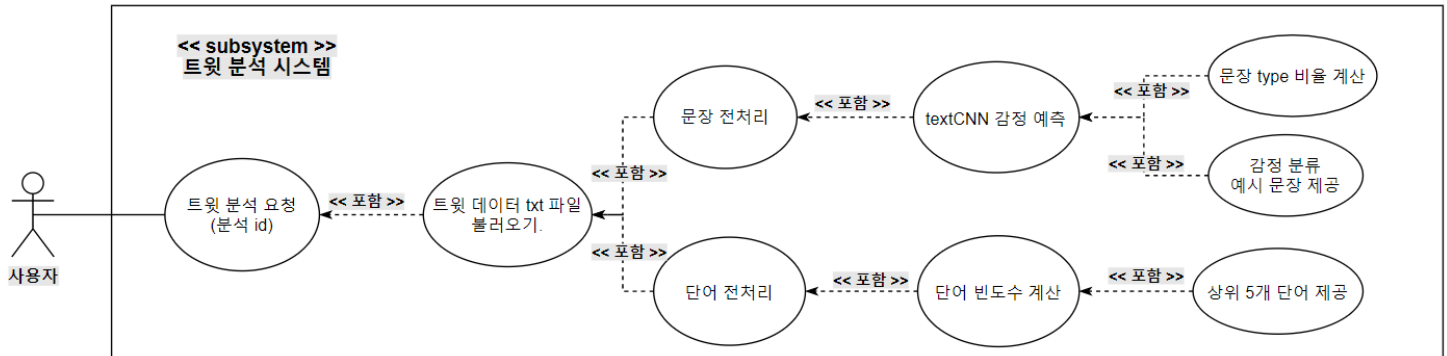 << subsystem >>
트윗 분석 시스템
사용자
트윗 분석 요청
(분석 id)
<< 포함 >>
트윗 데이터 txt 파일
불러오기.
<< 포함 >>
문장 전처리
<< 포함 >>
textCNN 감정 예측
<< 포함 >>
문장 type 비율 계산
<< 포함 >>
감정 분류
예시 문장 제공
<< 포함 >>
단어 전처리
<< 포함 >>
단어 빈도수 계산
<< 포함 >>
상위 5개 단어 제공